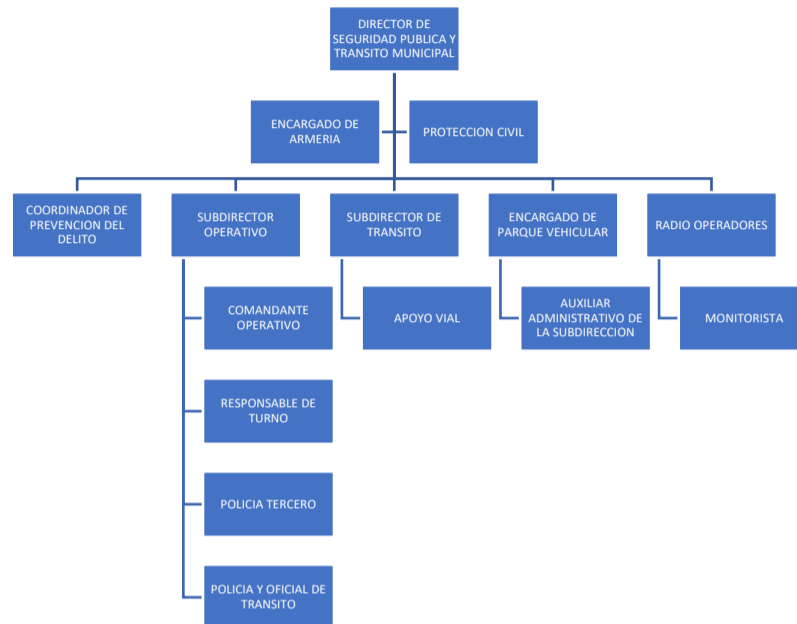 DIRECTOR DE
SEGURIDAD PUBLICA Y
TRANSITO MUNICIPAL
ENCARGADO DE
ARMERIA
PROTECCION CIVIL
COORDINADOR DE
PREVENCION DEL
DELITO
SUBDIRECTOR
OPERATIVO
SUBDIRECTOR DE
TRANSITO
ENCARGADO DE
PARQUE VEHICULAR
RADIO OPERADORES
COMANDANTE
OPERATIVO
APOYO VIAL
AUXILIAR
ADMINISTRATIVO DE
LA SUBDIRECCION
MONITORISTA
RESPONSABLE DE
TURNO
POLICIA TERCERO
POLICIA Y OFICIAL DE
TRANSITO